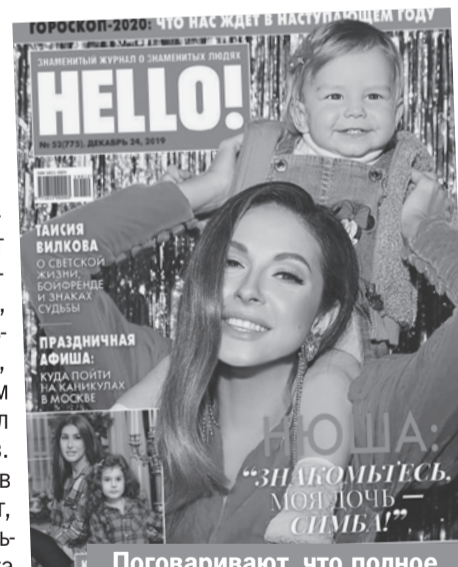 ГОРОСКОП-2020: ЧТО НАС ЖДЕТ В НАСТУПАЮЩЕМ ГОДУ
ЗНАМЕНИТЫЙ ЖУРНАЛ О ЗНАМЕНИТЫХ ЛЮДЯХ
HELLO!
№ 52(775). ДЕКАБРЬ 24, 2019
ТАИСИЯ
ВИЛКОВА
О СВЕТСКОЙ
ЖИЗНИ,
БОЙФРЕНДЕ
И ЗНАКАХ
СУДЬБЫ
ПРАЗДНИЧНАЯ
АФИША:
КУДА ПОЙТИ
НА КАНИКУЛАХ
В МОСКВЕ
НЮША:
“ЗНАКОМЬТЕСЬ,
МОЯ ДОЧЬ —
СИМБА!”
Поговаривают, что полное